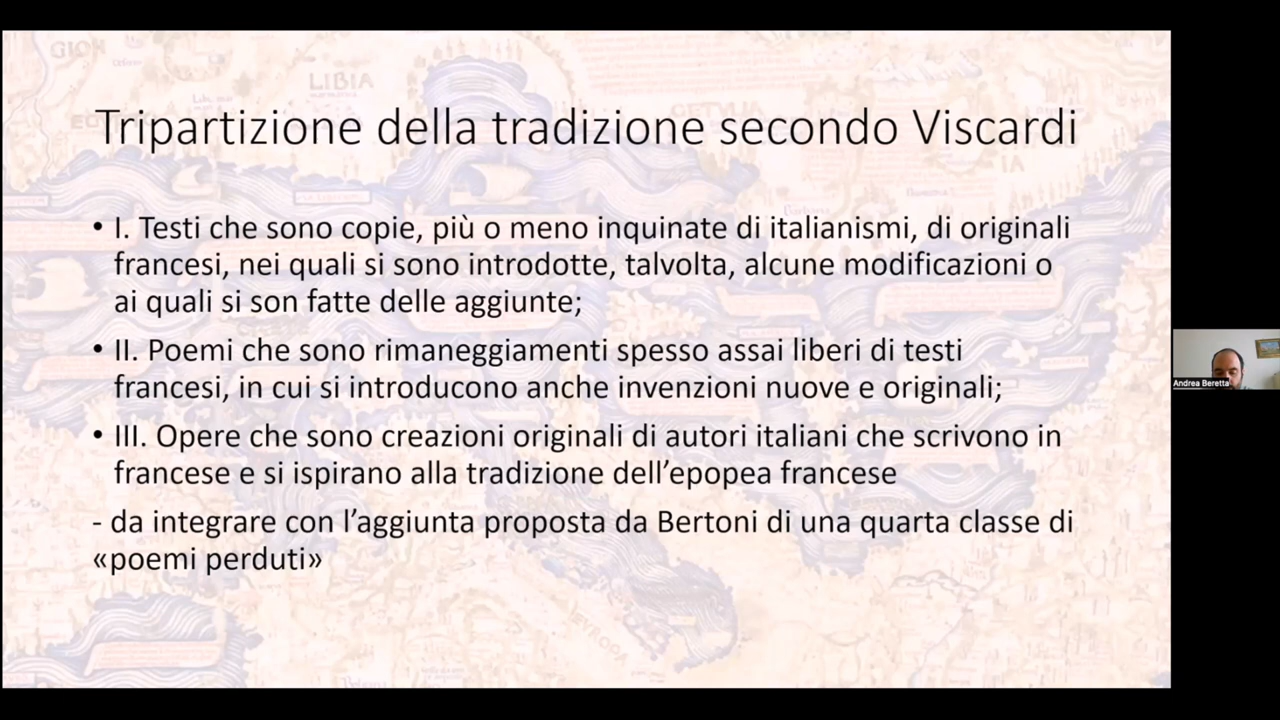 GION
LIBIA
Tripartizione della tradizione secondo Viscardi
• I. Testi che sono copie, più o meno inquinate di italianismi, di originali
francesi, nei quali si sono introdotte, talvolta, alcune modificazioni o
ai quali si son fatte delle aggiunte;
• II. Poemi che sono rimaneggiamenti spesso assai liberi di testi
francesi, in cui si introducono anche invenzioni nuove e originali;
• III. Opere che sono creazioni originali di autori italiani che scrivono in
francese e si ispirano alla tradizione dell’epopea francese
- da integrare con l’aggiunta proposta da Bertoni di una quarta classe di
«poemi perduti»
Andrea Beretta